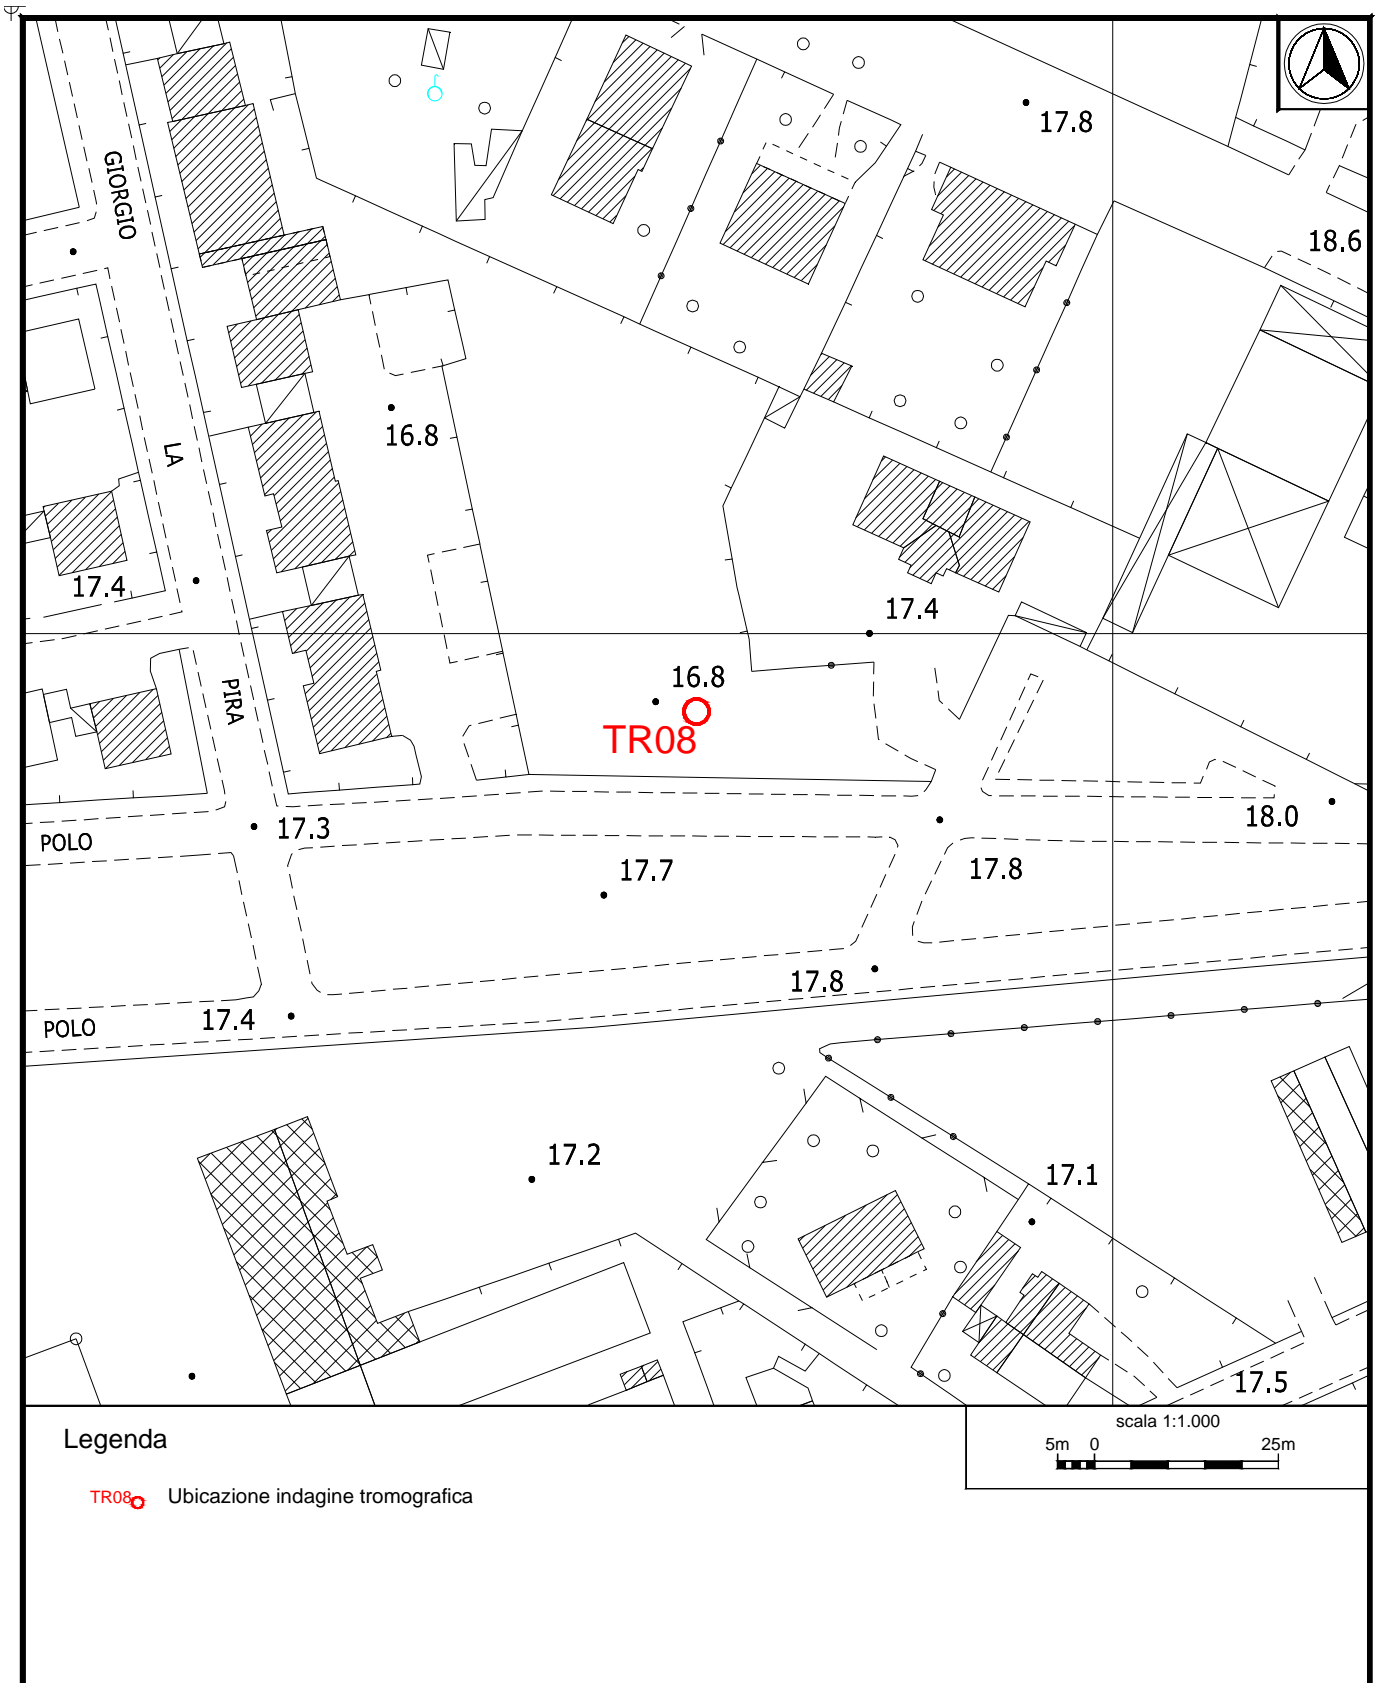 17.8
GIORGIO
18.6
16.8
LA
17.4
17.4
16.8
PIRA
TR08
18.0
17.3
POLO
17.7
17.8
17.8
17.4
POLO
17.2
17.1
17.5
Legenda
TR08 Ubicazione indagine tromografica
scala 1:1.000
5m 0 25m